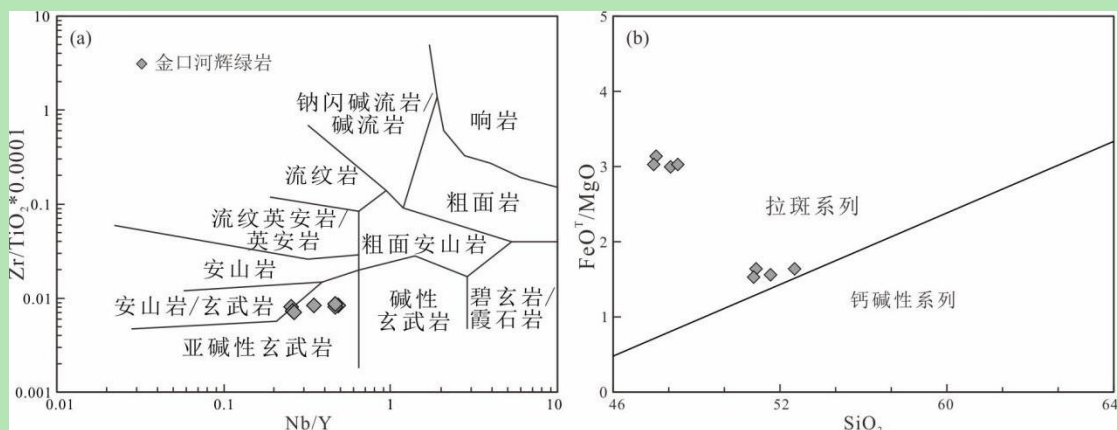 (a)
金口河辉绿岩
10
1
0.1
0.01
0.001
Zr/TiO₂*0.0001
钠闪碱流岩/
碱流岩
响岩
流纹岩
粗面岩
流纹英安岩/
英安岩
粗面安山岩
安山岩
安山岩/玄武岩
碱性
玄武岩
碧玄岩/
霞石岩
亚碱性玄武岩
0.01
0.1
1
10
Nb/Y
(b)
5
4
3
2
1
0
FeOᵀ/MgO
拉斑系列
钙碱性系列
46
52
60
64
SiO₂